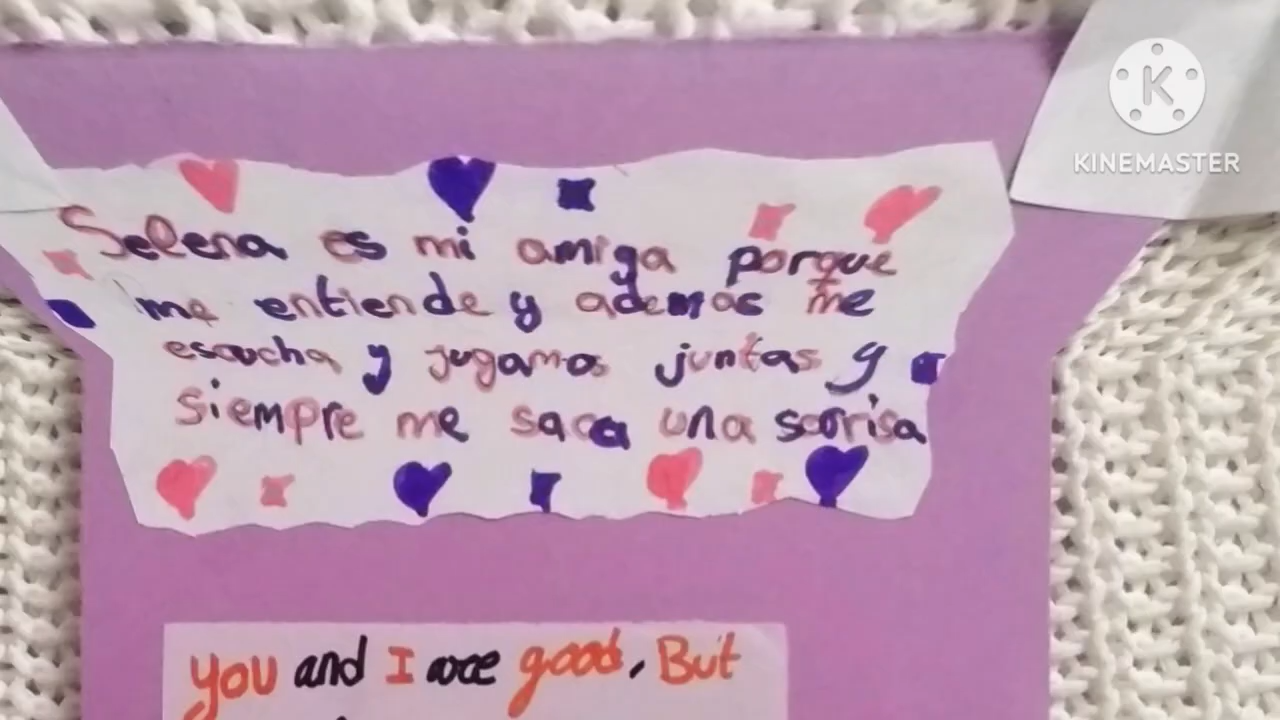 KINEMASTER
Selena es mi amiga porque
me entiende y además me
escucha y jugamos juntas y
siempre me saca una sonrisa
you and I are good, But